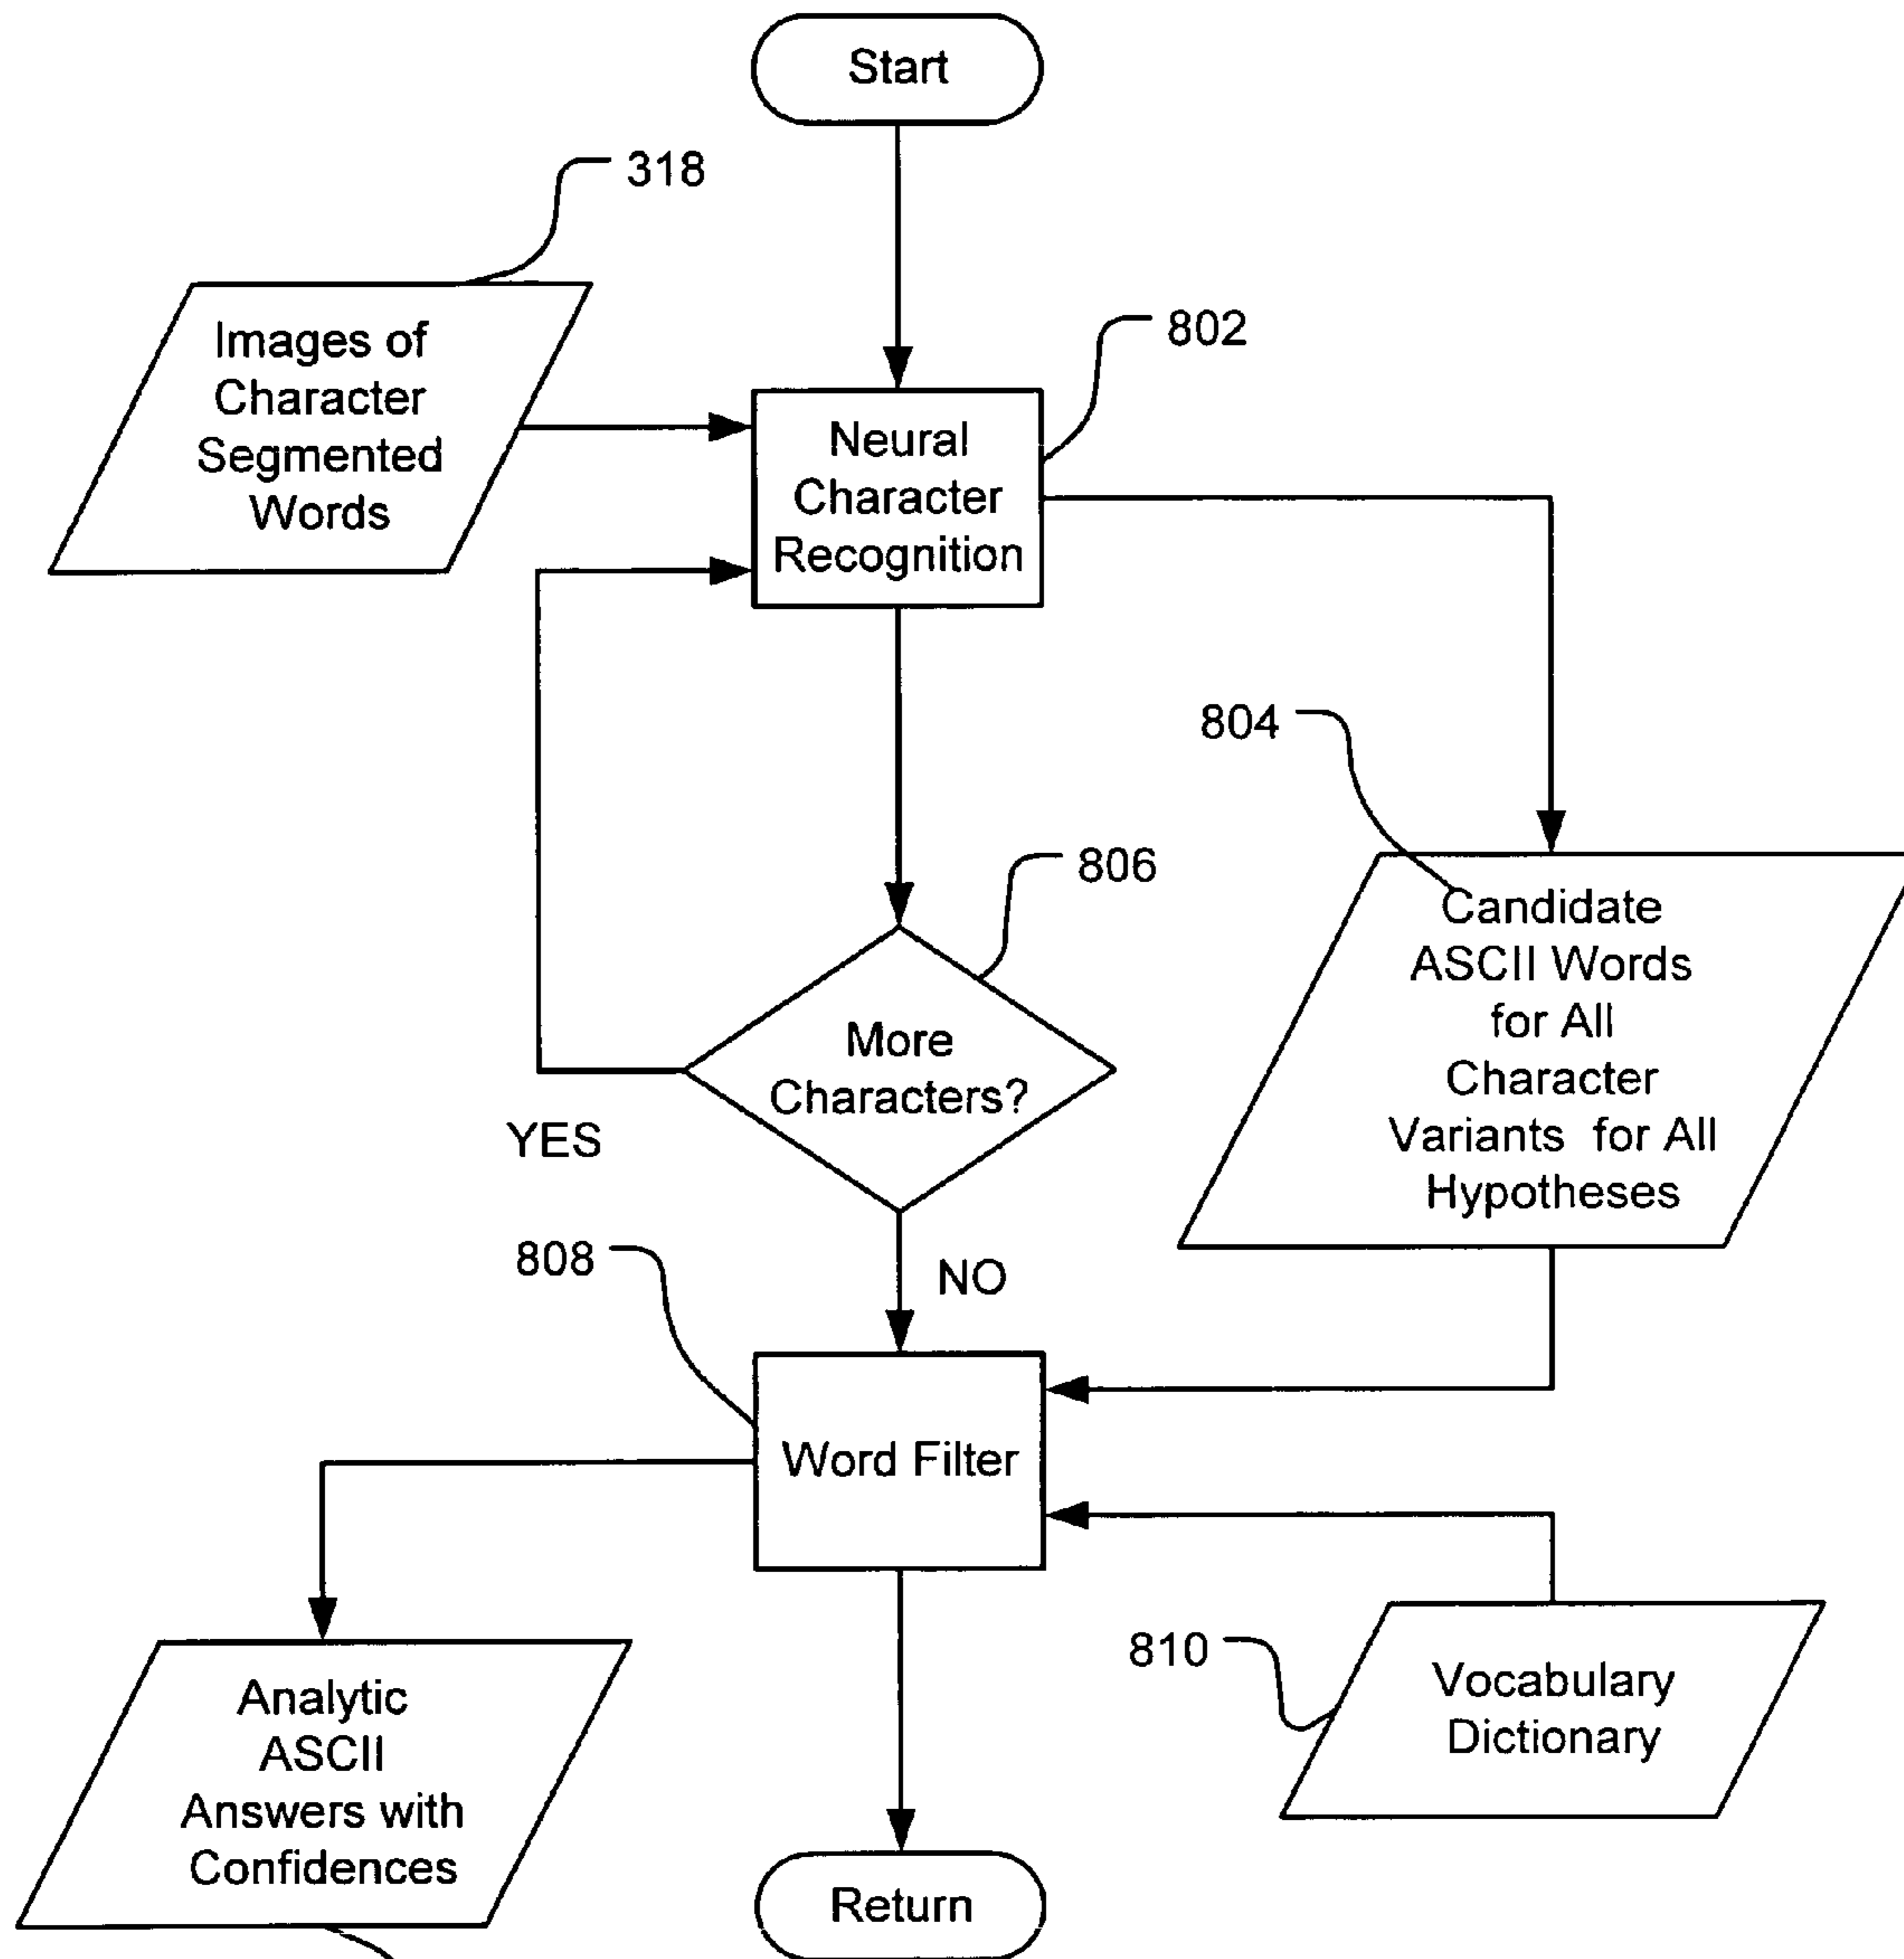 Start
318
Images of
Character
Segmented
Words
802
Neural
Character
Recognition
804
Candidate
ASCII Words
for All
Character
Variants for All
Hypotheses
806
More
Characters?
YES
NO
808
Word Filter
810
Vocabulary
Dictionary
Analytic
ASCII
Answers with
Confidences
Return